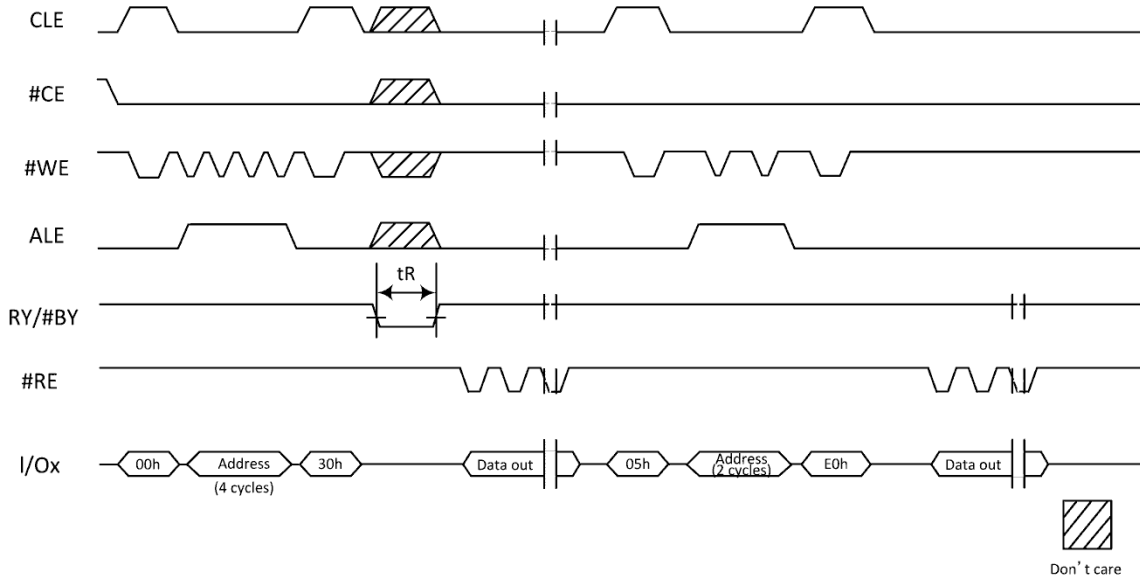 CLE
#CE
#WE
ALE
tR
RY/#BY
#RE
I/Ox
00h
Address
(4 cycles)
30h
Data out
05h
Address
(2 cycles)
E0h
Data out
Don't care